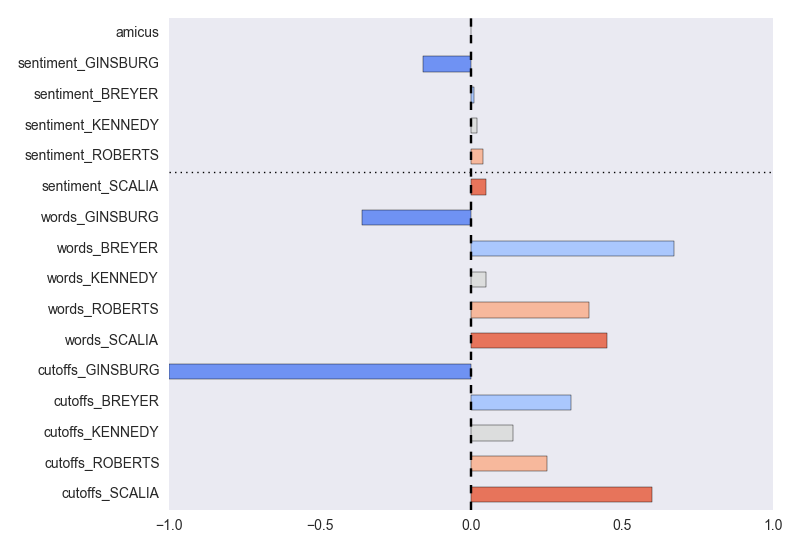 amicus
sentiment_GINSBURG
sentiment_BREYER
sentiment_KENNEDY
sentiment_ROBERTS
sentiment_SCALIA
words_GINSBURG
words_BREYER
words_KENNEDY
words_ROBERTS
words_SCALIA
cutoffs_GINSBURG
cutoffs_BREYER
cutoffs_KENNEDY
cutoffs_ROBERTS
cutoffs_SCALIA
−1.0 −0.5 0.0 0.5 1.0